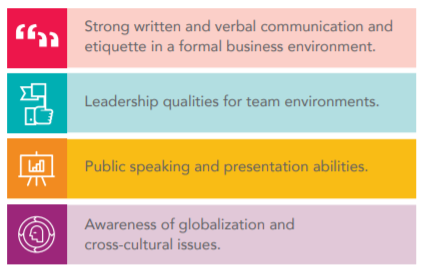 Strong written and verbal communication and
etiquette in a formal business environment.
Leadership qualities for team environments.
Public speaking and presentation abilities.
Awareness of globalization and
cross-cultural issues.